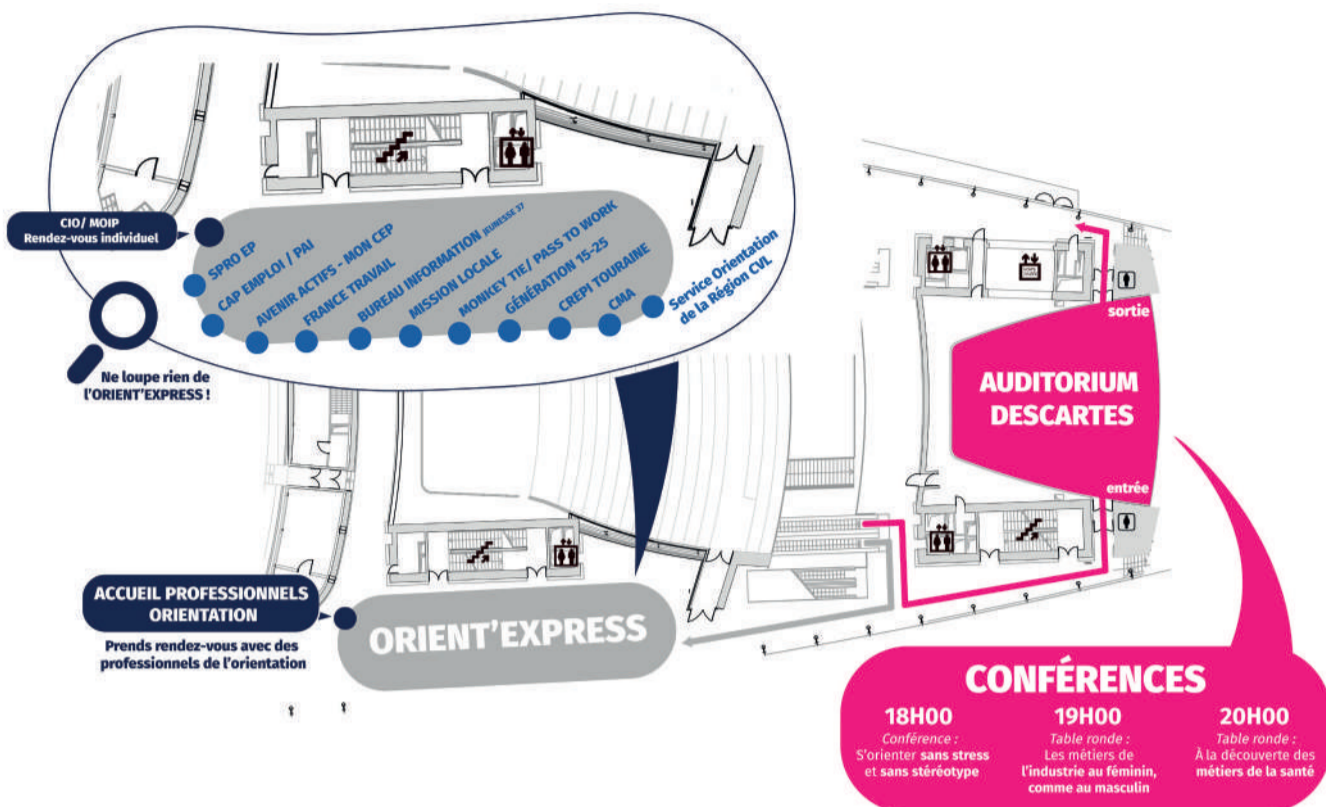 CIO/ MOIP
Rendez-vous individuel
SPRO EP
CAP EMPLOI / PAI
AVENIR ACTIFS - MON CEP
FRANCE TRAVAIL
BUREAU INFORMATION JEUNESSE 37
MISSION LOCALE
MONKEY TIE/ PASS TO WORK
GÉNÉRATION 15-25
CREPI TOURAINE
CMA
Service Orientation
de la Région CVL
Ne loupe rien de
l'ORIENT'EXPRESS !
sortie
AUDITORIUM
DESCARTES
entrée
ACCUEIL PROFESSIONNELS
ORIENTATION
Prends rendez-vous avec des
professionnels de l'orientation
ORIENT'EXPRESS
CONFÉRENCES
18H00
Conférence :
S'orienter sans stress
et sans stéréotype
19H00
Table ronde :
Les métiers de
l'industrie au féminin,
comme au masculin
20H00
Table ronde :
À la découverte des
métiers de la santé